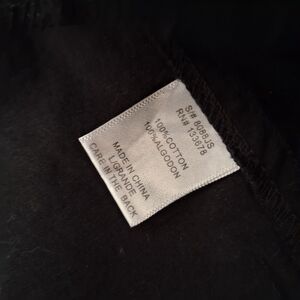 S/# 8088JS
RN# 133678
100%COTTON
100%ALGODON
MADE IN CHINA
L/GRANDE
CARE IN THE BACK